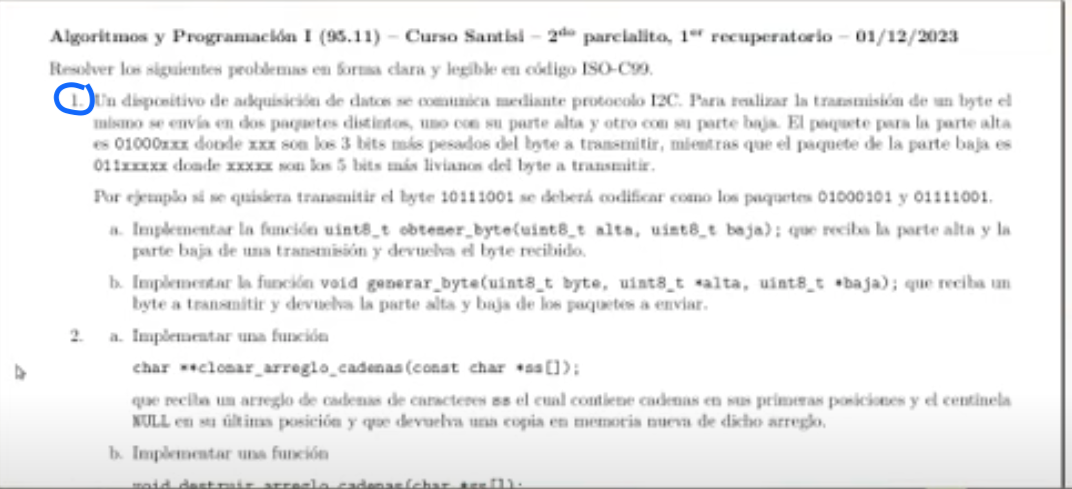 Algoritmos y Programación I (95.11) – Curso Santisi – 2do parcialito, 1er recuperatorio – 01/12/2023
Resolver los siguientes problemas en forma clara y legible en código ISO-C99.
1. Un dispositivo de adquisición de datos se comunica mediante protocolo I2C. Para realizar la transmisión de un byte el
mismo se envía en dos paquetes distintos, uno con su parte alta y otro con su parte baja. El paquete para la parte alta
es 01000xxx donde xxx son los 3 bits más pesados del byte a transmitir, mientras que el paquete de la parte baja es
011xxxxx donde xxxxx son los 5 bits más livianos del byte a transmitir.
Por ejemplo si se quisiera transmitir el byte 10111001 se deberá codificar como los paquetes 01000101 y 01111001.
a. Implementar la función uint8_t obtener_byte(uint8_t alta, uint8_t baja); que reciba la parte alta y la
parte baja de una transmisión y devuelva el byte recibido.
b. Implementar la función void generar_byte(uint8_t byte, uint8_t *alta, uint8_t *baja); que reciba un
byte a transmitir y devuelva la parte alta y baja de los paquetes a enviar.
2. a. Implementar una función
char **clonar_arreglo_cadenas(const char *ss[]);
que reciba un arreglo de cadenas de caracteres ss el cual contiene cadenas en sus primeras posiciones y el centinela
NULL en su última posición y que devuelva una copia en memoria nueva de dicho arreglo.
b. Implementar una función
void destruir_arreglo_cadenas(char *ss[]);